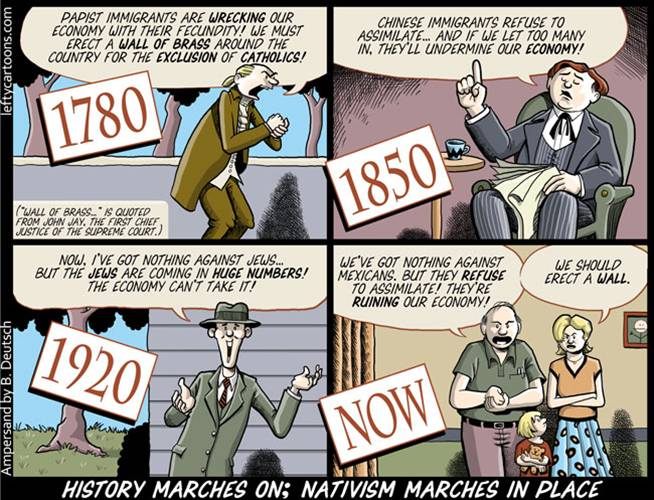 PAPIST IMMIGRANTS ARE WRECKING OUR
ECONOMY WITH THEIR FECUNDITY! WE MUST
ERECT A WALL OF BRASS AROUND THE
COUNTRY FOR THE EXCLUSION OF CATHOLICS!
1780
("WALL OF BRASS..." IS QUOTED
FROM JOHN JAY, THE FIRST CHIEF
JUSTICE OF THE SUPREME COURT.)
CHINESE IMMIGRANTS REFUSE TO
ASSIMILATE... AND IF WE LET TOO MANY
IN, THEY'LL UNDERMINE OUR ECONOMY!
1850
NOW, I'VE GOT NOTHING AGAINST JEWS...
BUT THE JEWS ARE COMING IN HUGE NUMBERS!
THE ECONOMY CAN'T TAKE IT!
1920
WE'VE GOT NOTHING AGAINST
MEXICANS. BUT THEY REFUSE
TO ASSIMILATE! THEY'RE
RUINING OUR ECONOMY!
WE SHOULD
ERECT A WALL.
NOW
HISTORY MARCHES ON; NATIVISM MARCHES IN PLACE
leftycartoons.com
Ampersand by B. Deutsch